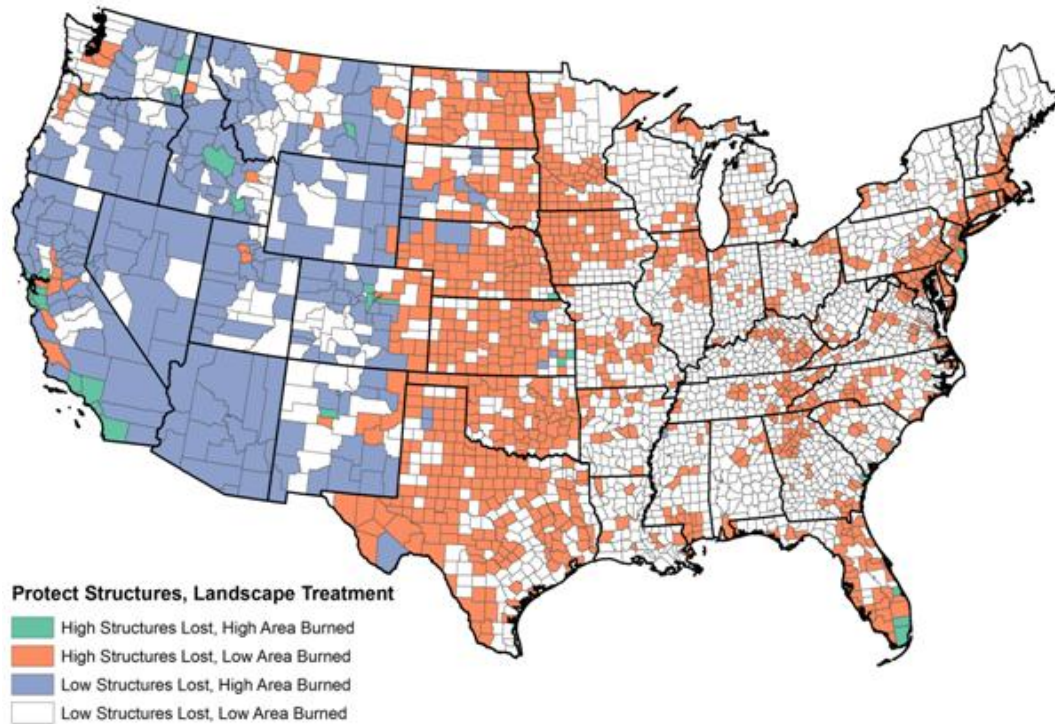 Protect Structures, Landscape Treatment
High Structures Lost, High Area Burned
High Structures Lost, Low Area Burned
Low Structures Lost, High Area Burned
Low Structures Lost, Low Area Burned